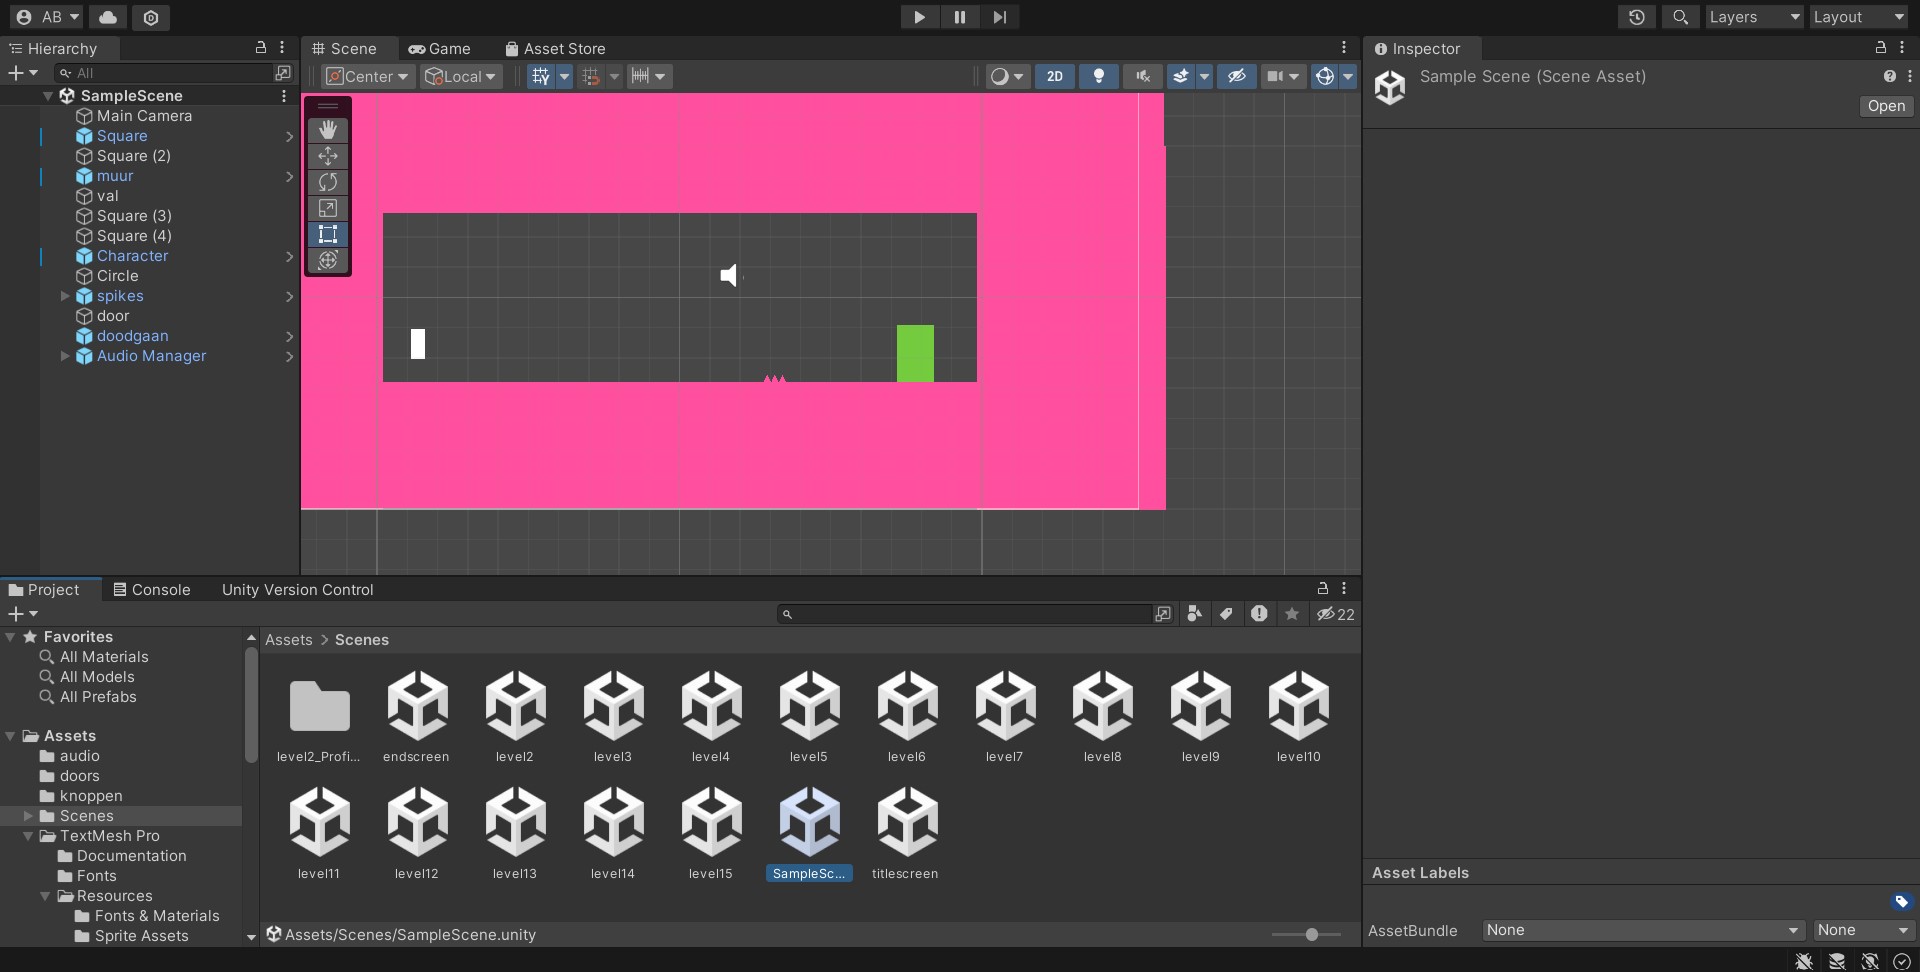 AB
Layers
Layout
Hierarchy
Scene
Game
Asset Store
Inspector
All
Center
Local
2D
Sample Scene (Scene Asset)
Open
SampleScene
Main Camera
Square
Square (2)
muur
val
Square (3)
Square (4)
Character
Circle
spikes
door
doodgaan
Audio Manager
Project
Console
Unity Version Control
22
Favorites
All Materials
All Models
All Prefabs
Assets
audio
doors
knoppen
Scenes
TextMesh Pro
Documentation
Fonts
Resources
Fonts & Materials
Sprite Assets
Assets > Scenes
level2_Profi...
endscreen
level2
level3
level4
level5
level6
level7
level8
level9
level10
level11
level12
level13
level14
level15
SampleSc...
titlescreen
Assets/Scenes/SampleScene.unity
Asset Labels
AssetBundle
None
None